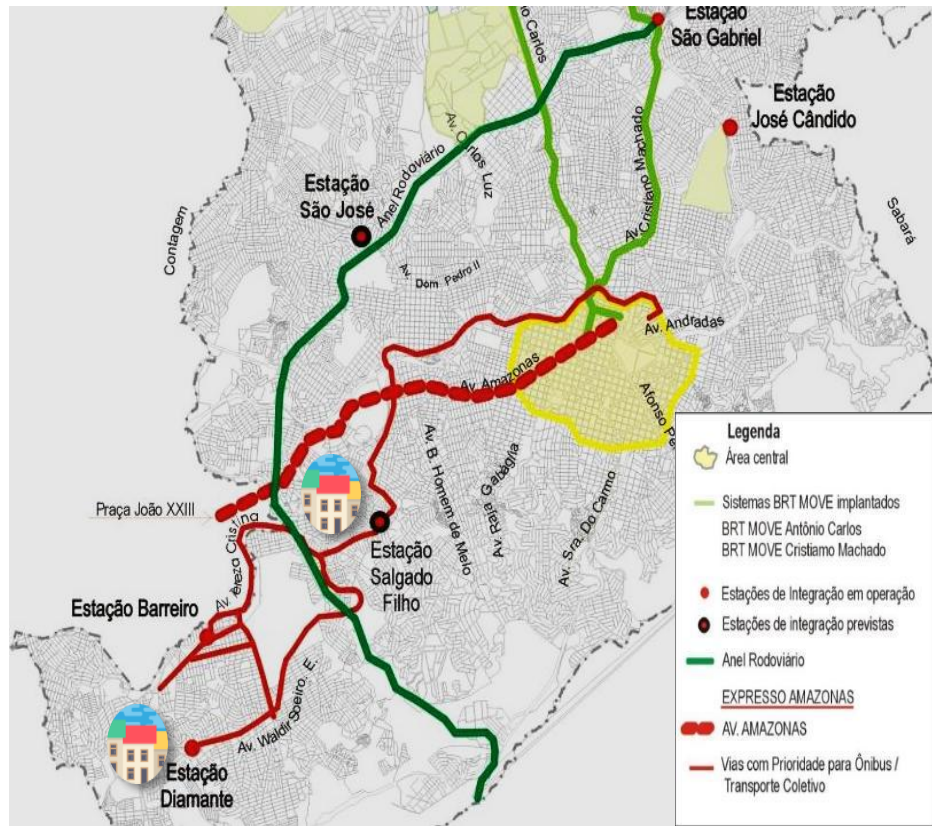 Estação
São Gabriel
Carlos
Estação
José Cândido
Av. Carlos Luz
Av. Cristiano Machado
Anel Rodoviário
Estação
São José
Contagem
Sabará
Av. Dom Pedro II
Av. Andradas
Av. Amazonas
Afonso Pe
Av. B. Homem de Melo
Av. Raja Gabaglia
Av. Sra. Do Carmo
Praça João XXIII
Av. Tereza Cristina
Estação
Salgado
Filho
Estação Barreiro
Av. Waldir Soeiro. E.
Estação
Diamante
Legenda
Área central
Sistemas BRT MOVE implantados
BRT MOVE Antônio Carlos
BRT MOVE Cristiamo Machado
Estações de Integração em operação
Estações de integração previstas
Anel Rodoviário
EXPRESSO AMAZONAS
AV. AMAZONAS
Vias com Prioridade para Ônibus /
Transporte Coletivo